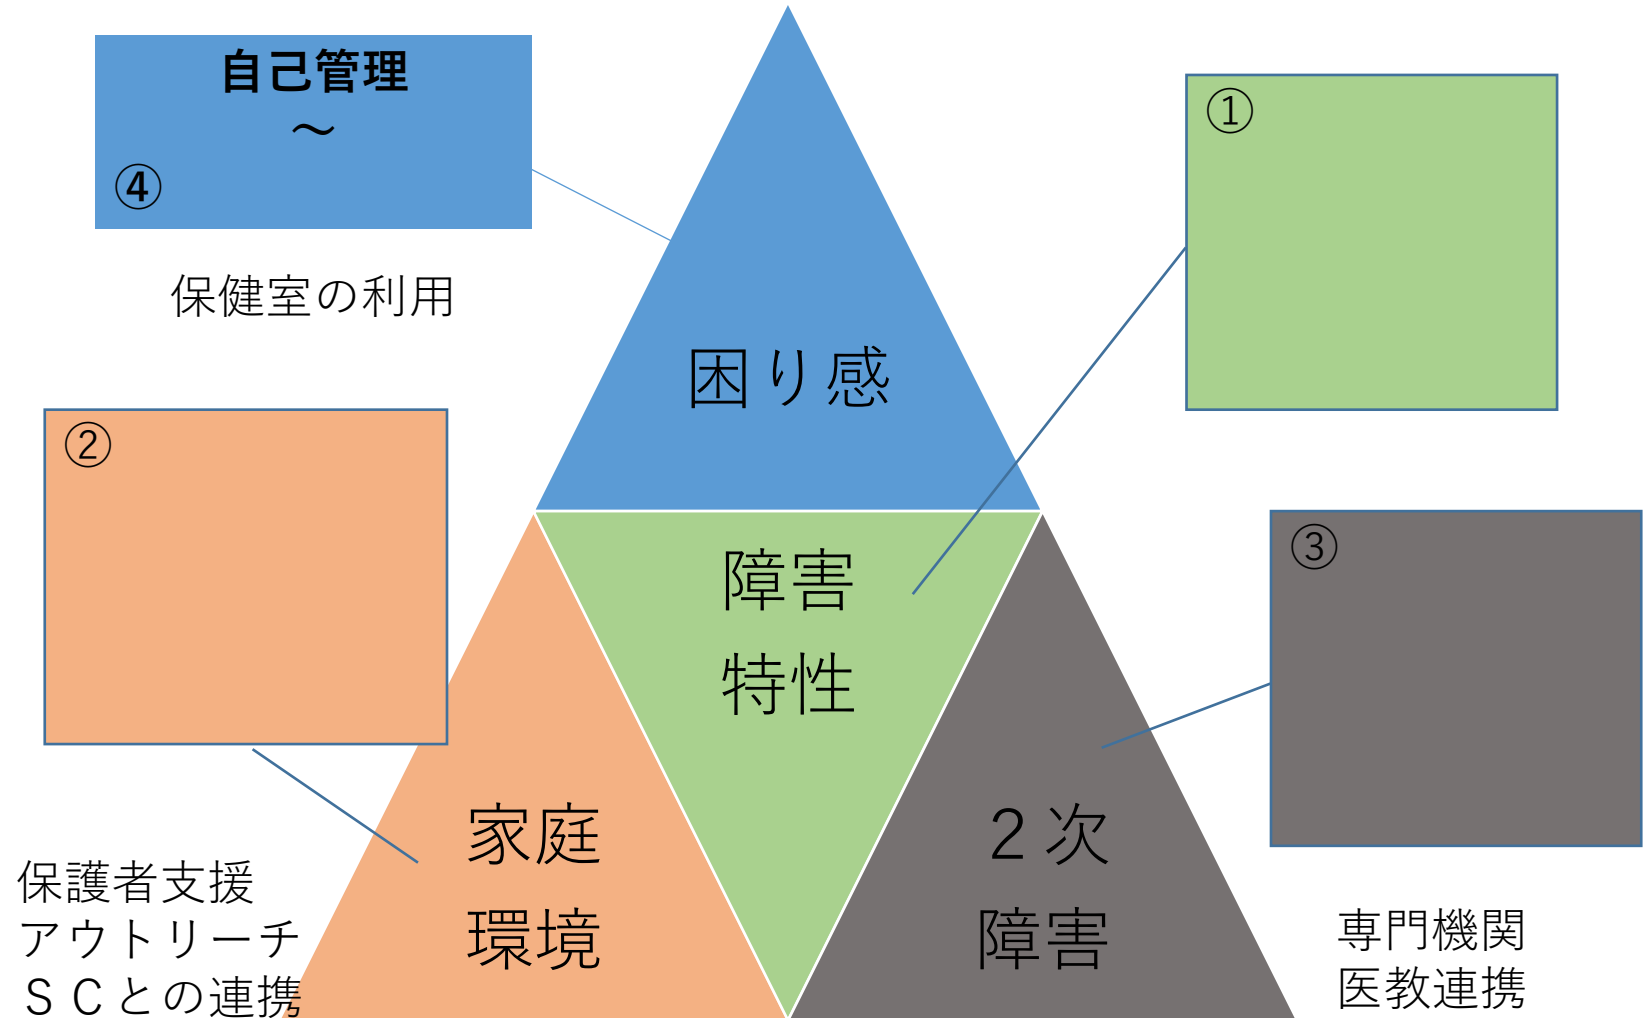 自己管理
～
④
①
保健室の利用
困り感
②
③
障害
特性
家庭
環境
２次
障害
保護者支援
アウトリーチ
ＳＣとの連携
専門機関
医教連携